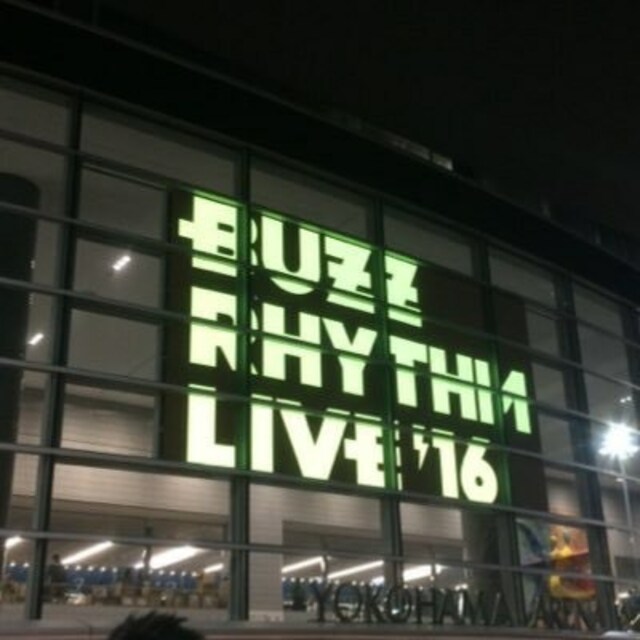 BUZZ
RHYTHM
LIVE '16
YOKOHAMA ARENA